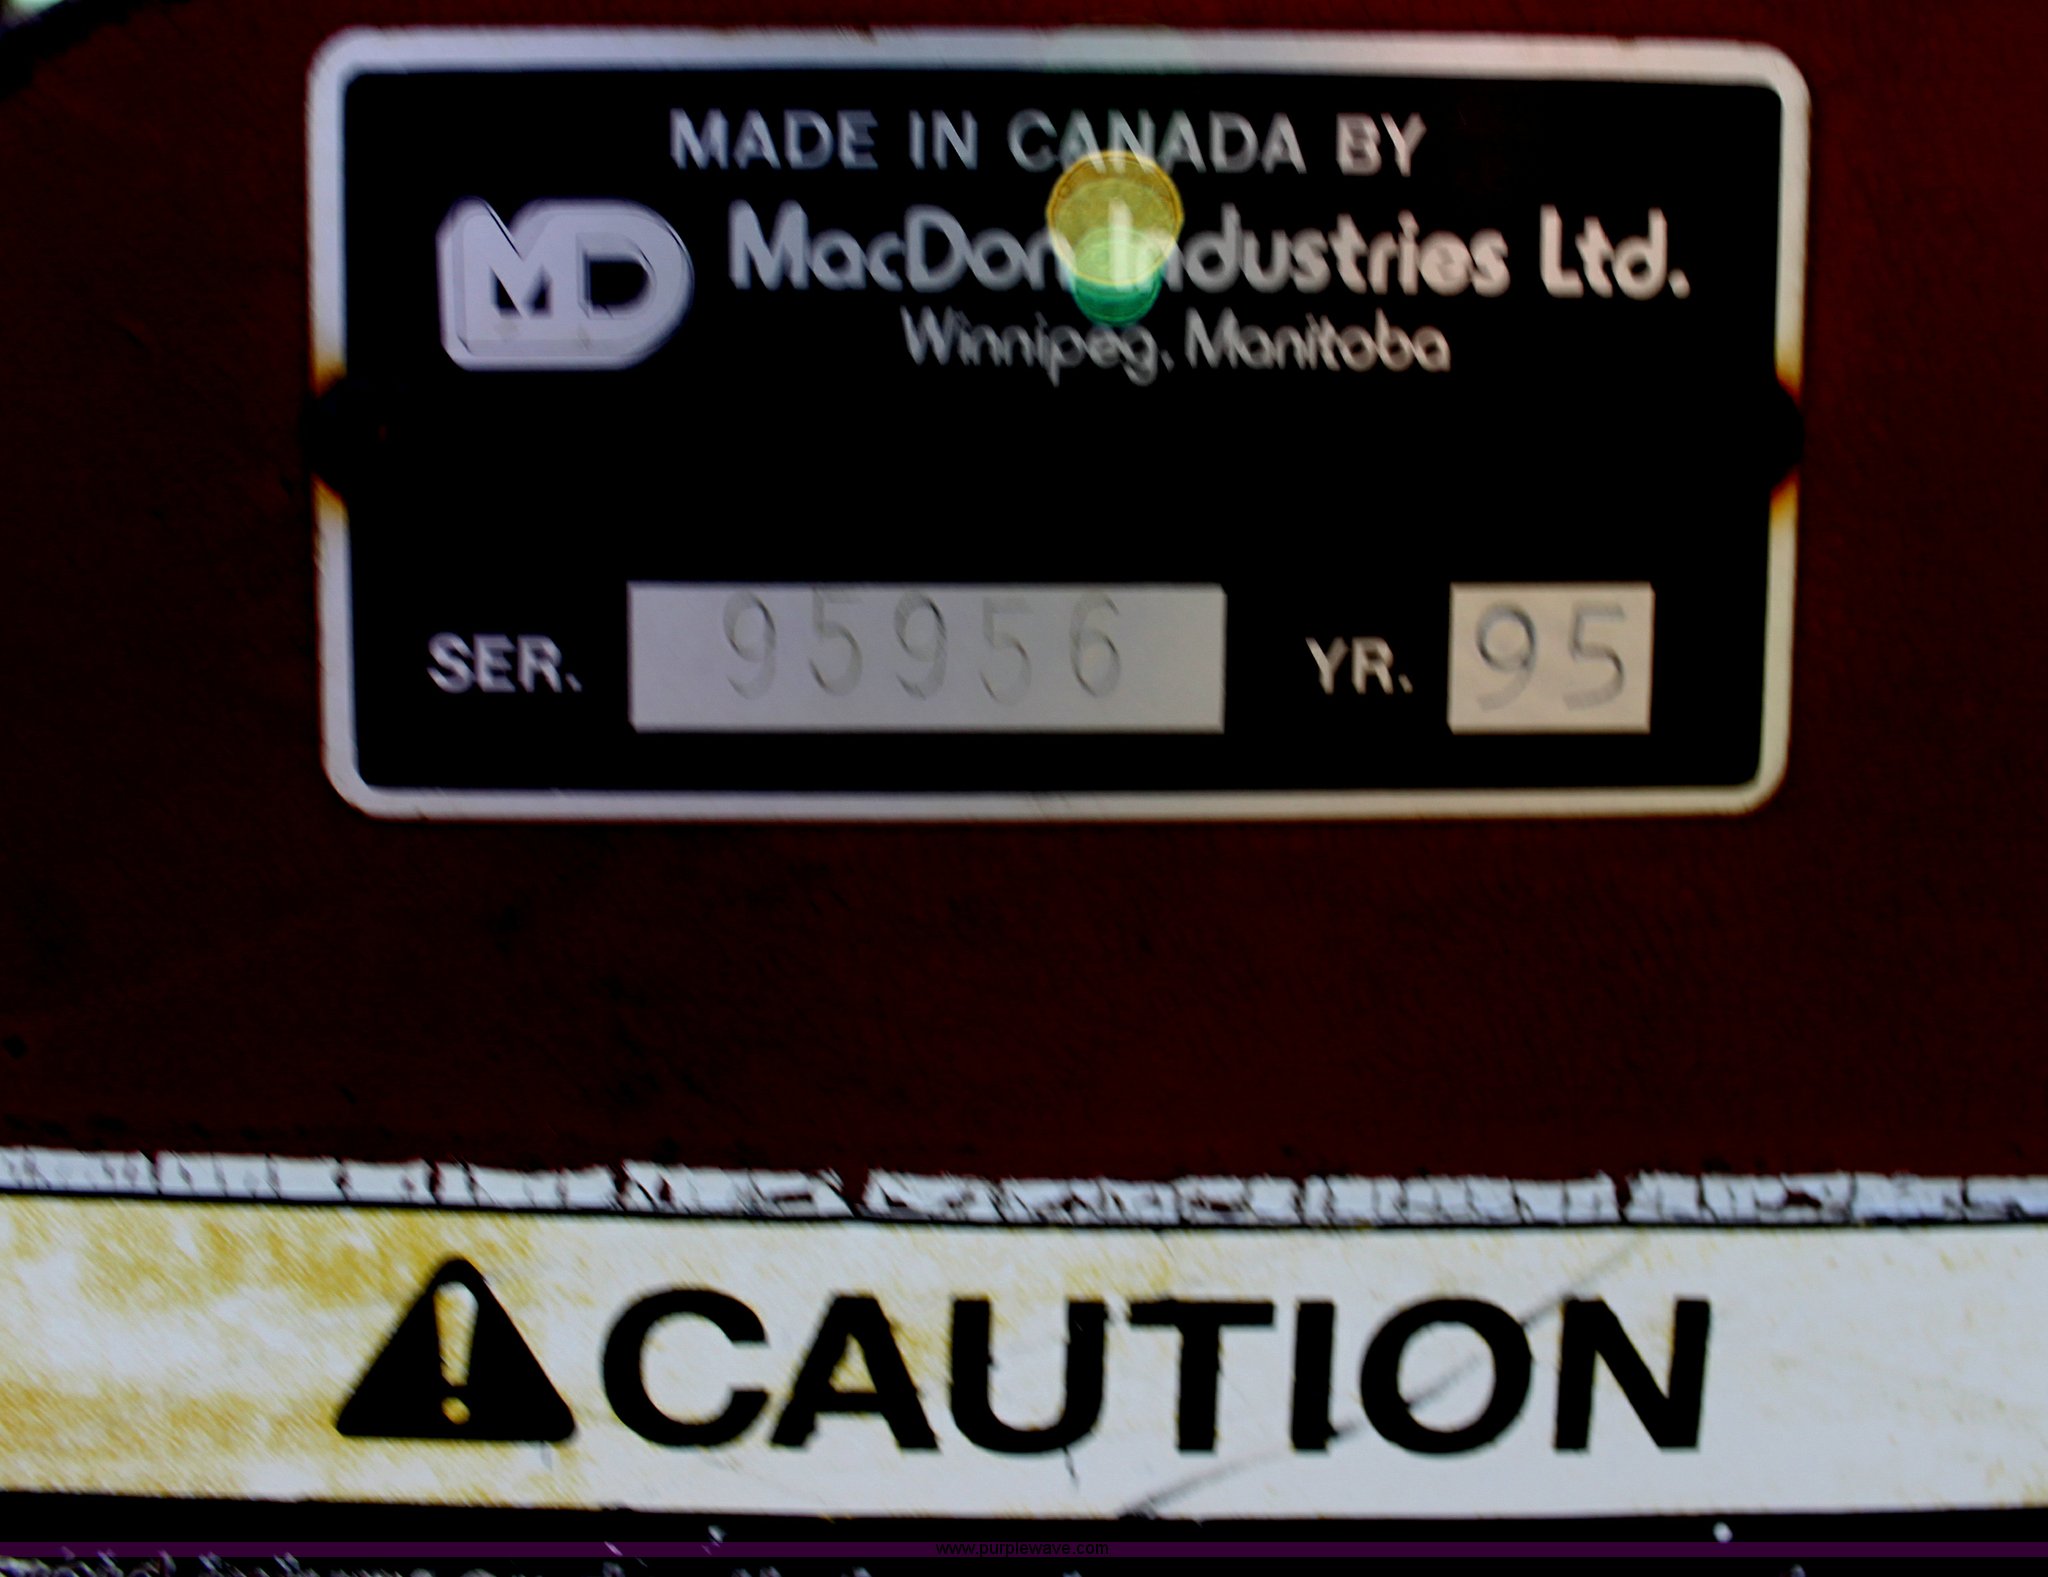 MADE IN CANADA BY
MD
MacDon Industries Ltd.
Winnipeg, Manitoba
SER. 95956 YR. 95
CAUTION
www.purplewave.com